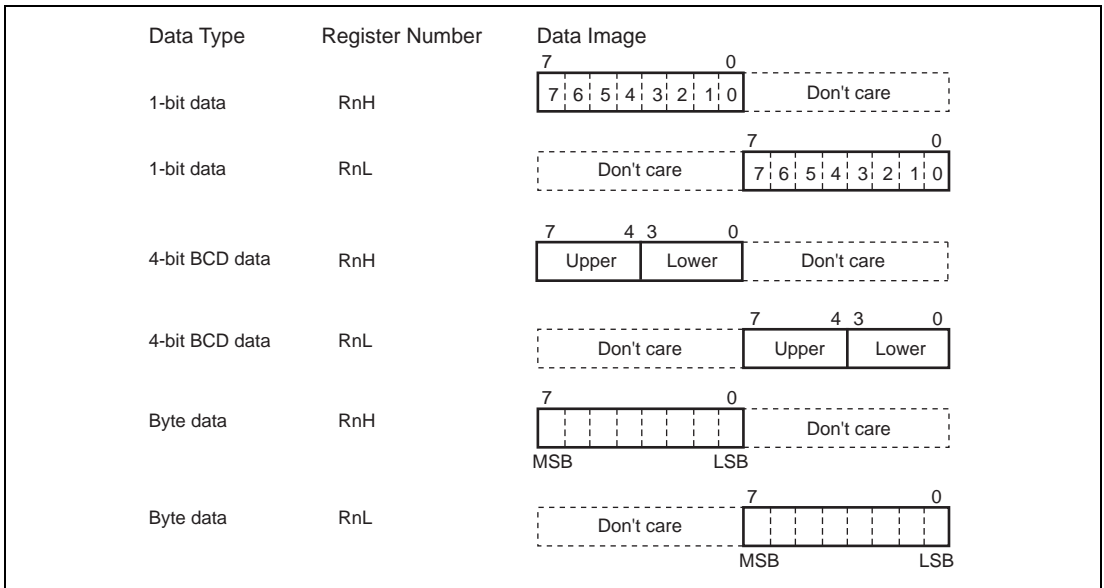 Data Type Register Number Data Image
7 0
1-bit data RnH 7 6 5 4 3 2 1 0 Don't care
7 0
1-bit data RnL Don't care 7 6 5 4 3 2 1 0
7 4 3 0
4-bit BCD data RnH Upper Lower Don't care
7 4 3 0
4-bit BCD data RnL Don't care Upper Lower
7 0
Byte data RnH Don't care
MSB LSB
7 0
Byte data RnL Don't care
MSB LSB